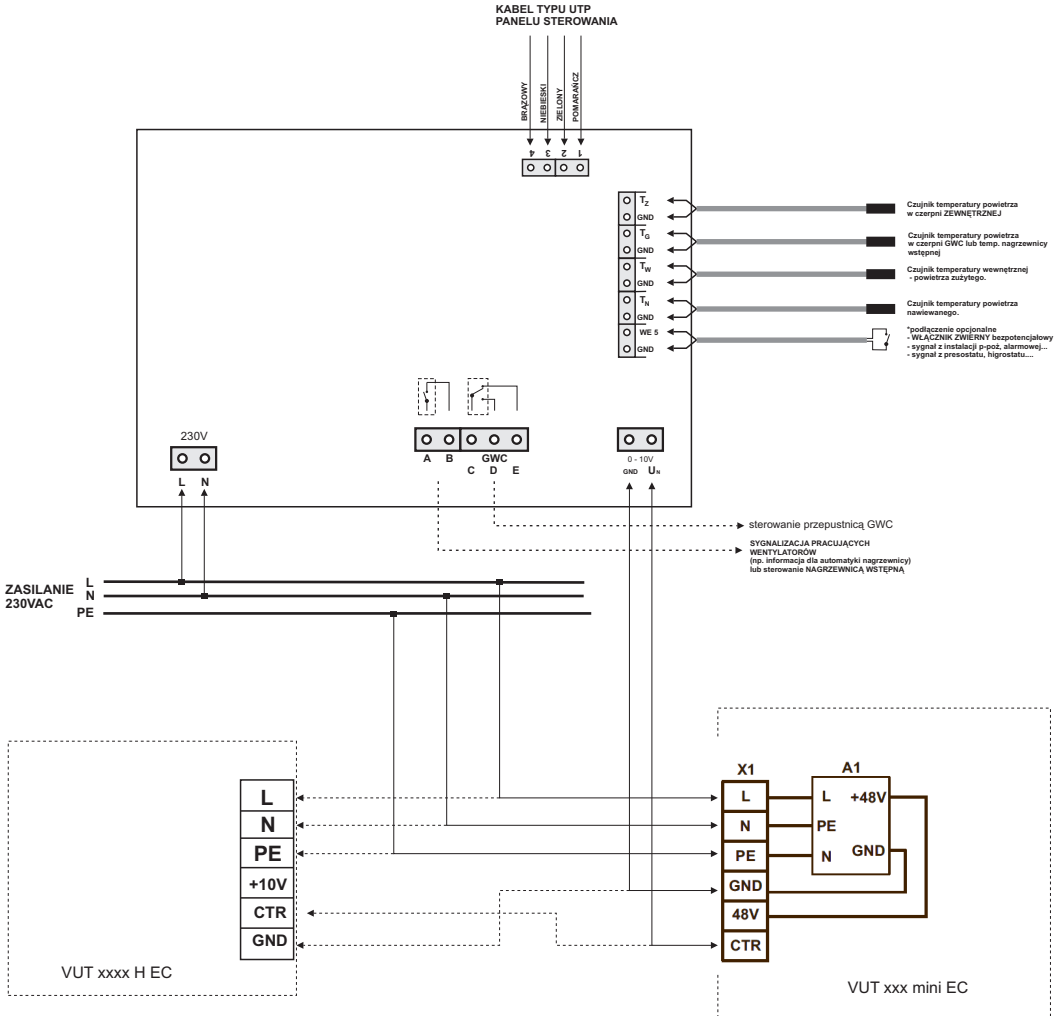 KABEL TYPU UTP
PANELU STEROWANIA
BRĄZOWY
NIEBIESKI
ZIELONY
POMARAŃCZ
4 3 2 1
TZ
GND
TG
GND
TW
GND
TN
GND
WE 5
GND
Czujnik temperatury powietrza
w czerpni ZEWNĘTRZNEJ
Czujnik temperatury powietrza
w czerpni GWC lub temp. nagrzewnicy
wstępnej
Czujnik temperatury wewnętrznej
- powietrza zużytego.
Czujnik temperatury powietrza
nawiewanego.
*podłączenie opcjonalne
- WŁĄCZNIK ZWIERNY bezpotencjałowy
- sygnał z instalacji p-poż, alarmowej...
- sygnał z presostatu, higrostatu....
230V
L N
A B GWC
C D E
0 - 10V
GND UN
sterowanie przepustnicą GWC
SYGNALIZACJA PRACUJĄCYCH
WENTYLATORÓW
(np. informacja dla automatyki nagrzewnicy)
lub sterowanie NAGRZEWNICĄ WSTĘPNĄ
ZASILANIE
230VAC
L
N
PE
L
N
PE
+10V
CTR
GND
VUT xxxx H EC
X1
L
N
PE
GND
48V
CTR
A1
L +48V
PE
N GND
VUT xxx mini EC